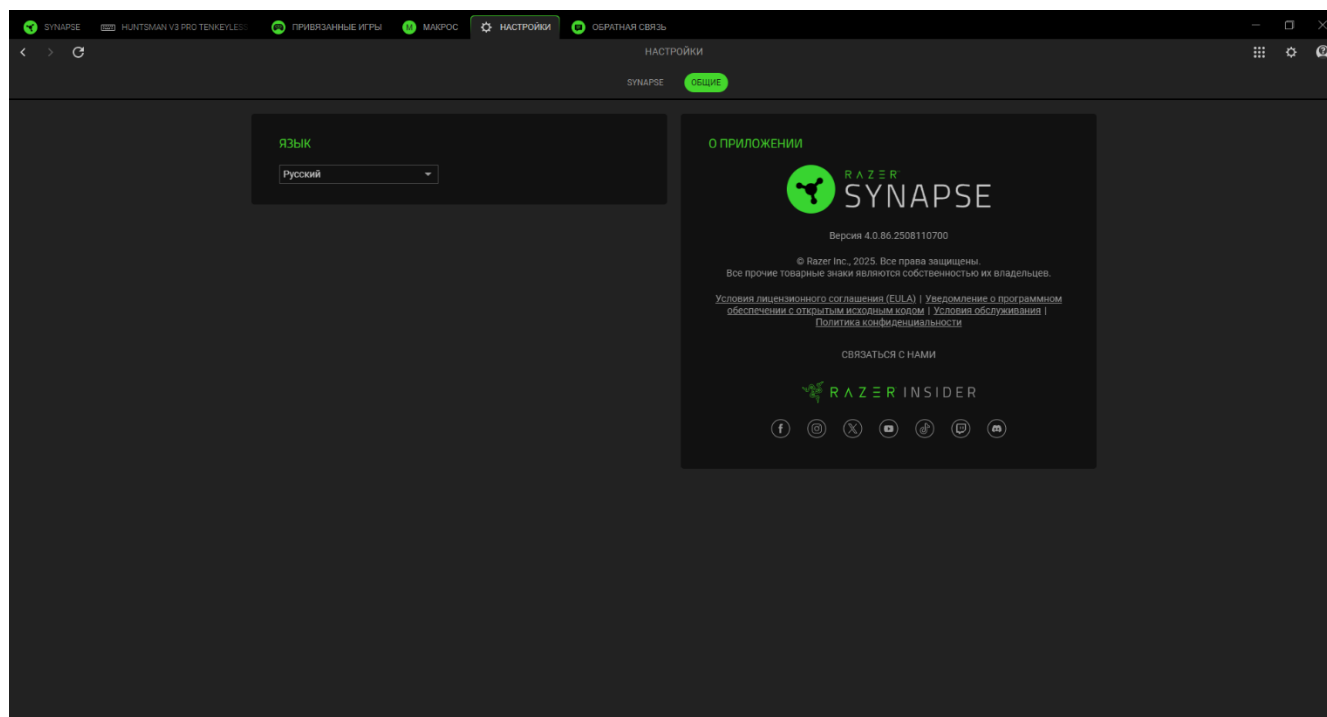 SYNAPSE
HUNTSMAN V3 PRO TENKEYLESS
ПРИВЯЗАННЫЕ ИГРЫ
M
МАКРОС
НАСТРОЙКИ
ОБРАТНАЯ СВЯЗЬ
НАСТРОЙКИ
SYNAPSE
ОБЩИЕ
ЯЗЫК
Русский
О ПРИЛОЖЕНИИ
RAZER
SYNAPSE
Версия 4.0.86.2508110700
© Razer Inc., 2025. Все права защищены.
Все прочие товарные знаки являются собственностью их владельцев.
Условия лицензионного соглашения (EULA) | Уведомление о программном
обеспечении с открытым исходным кодом | Условия обслуживания |
Политика конфиденциальности
СВЯЗАТЬСЯ С НАМИ
RAZER INSIDER